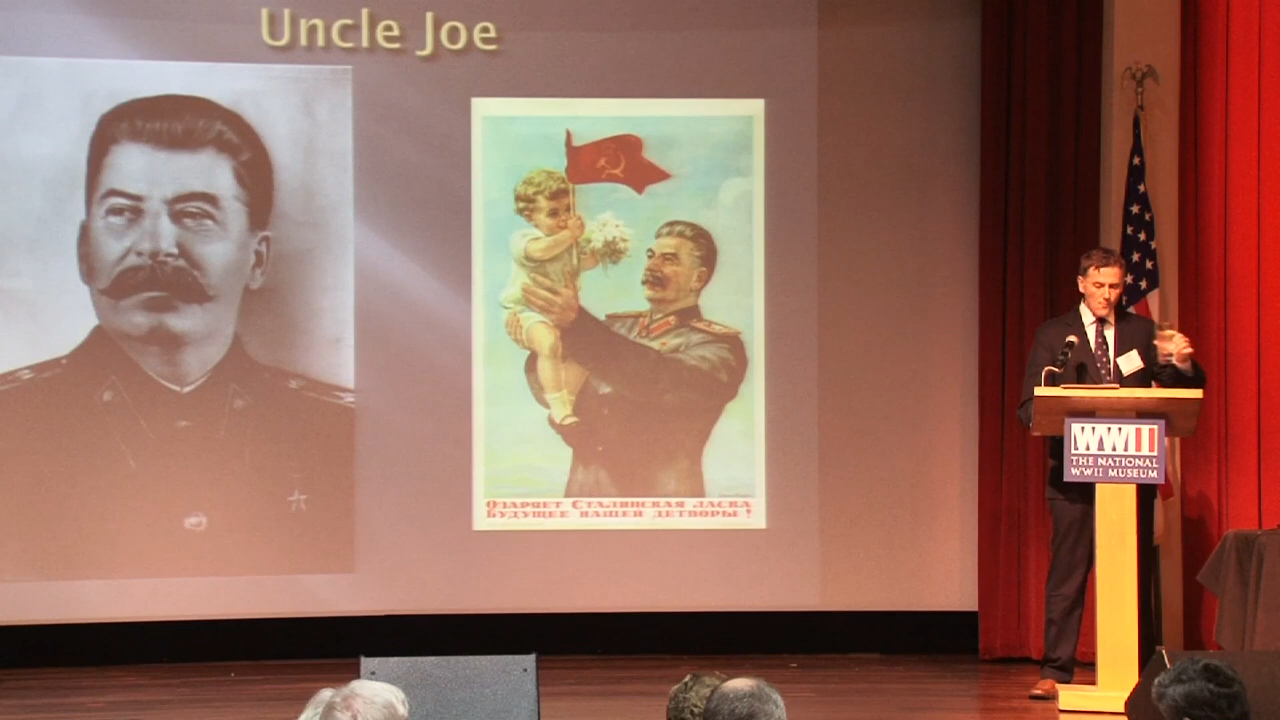 Uncle Joe
Озаряет Сталинская ласка
будущее нашей детворы!
WWII
THE NATIONAL
WWII MUSEUM